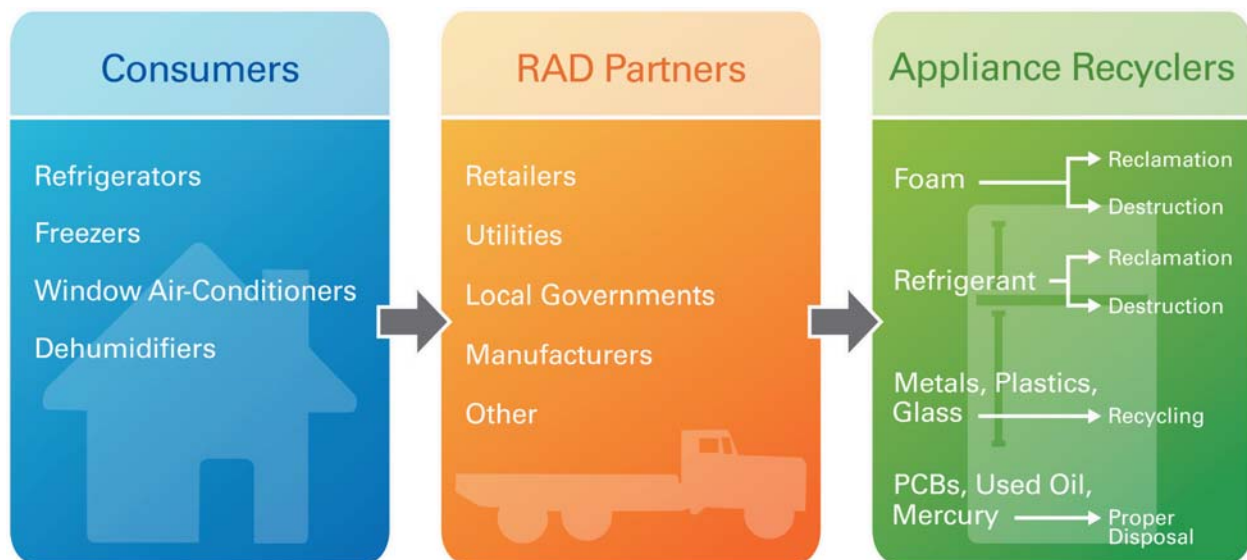 Consumers
Refrigerators
Freezers
Window Air-Conditioners
Dehumidifiers
RAD Partners
Retailers
Utilities
Local Governments
Manufacturers
Other
Appliance Recyclers
Foam
Reclamation
Destruction
Refrigerant
Reclamation
Destruction
Metals, Plastics,
Glass
Recycling
PCBs, Used Oil,
Mercury
Proper
Disposal